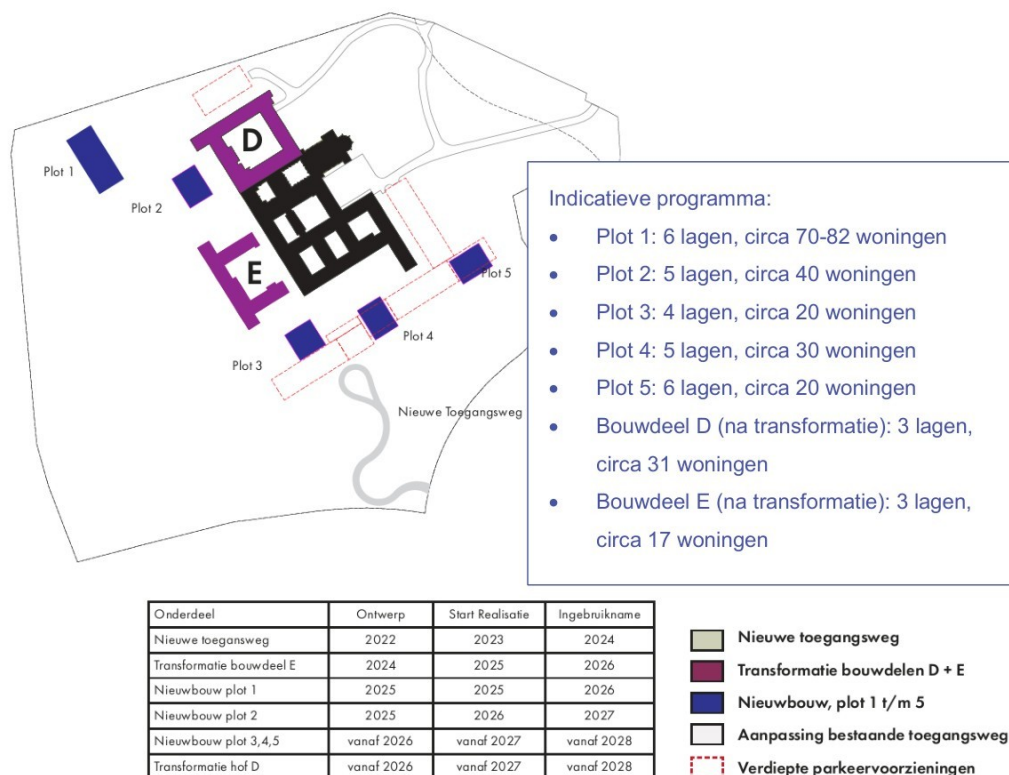 D
Plot 1
Plot 2
E
Plot 5
Plot 4
Plot 3
Nieuwe Toegangsweg
Indicatieve programma:
• Plot 1: 6 lagen, circa 70-82 woningen
• Plot 2: 5 lagen, circa 40 woningen
• Plot 3: 4 lagen, circa 20 woningen
• Plot 4: 5 lagen, circa 30 woningen
• Plot 5: 6 lagen, circa 20 woningen
• Bouwdeel D (na transformatie): 3 lagen,
circa 31 woningen
• Bouwdeel E (na transformatie): 3 lagen,
circa 17 woningen
Onderdeel Ontwerp Start Realisatie Ingebruikname
Nieuwe toegansweg 2022 2023 2024
Transformatie bouwdeel E 2024 2025 2026
Nieuwbouw plot 1 2025 2025 2026
Nieuwbouw plot 2 2025 2026 2027
Nieuwbouw plot 3,4,5 vanaf 2026 vanaf 2027 vanaf 2028
Transformatie hof D vanaf 2026 vanaf 2027 vanaf 2028
Nieuwe toegangsweg
Transformatie bouwdelen D + E
Nieuwbouw, plot 1 t/m 5
Aanpassing bestaande toegangsweg
Verdiepte parkeervoorzieningen